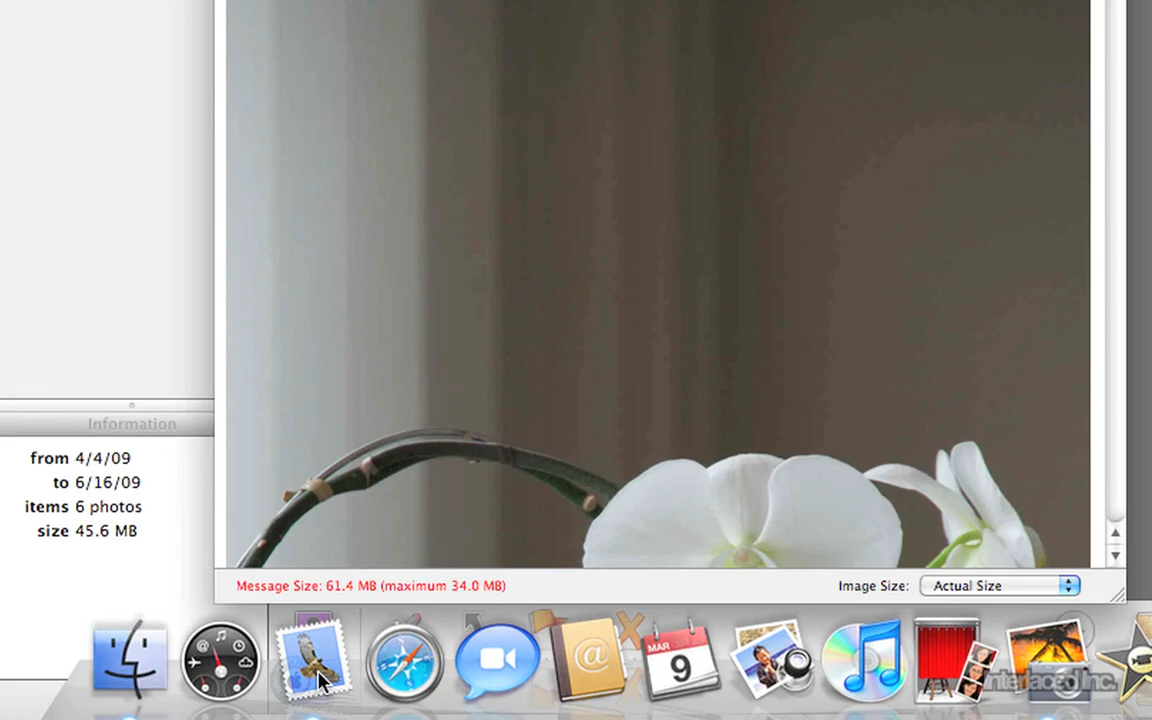 Information
from 4/4/09
to 6/16/09
items 6 photos
size 45.6 MB
Message Size: 61.4 MB (maximum 34.0 MB)
Image Size: Actual Size
MAR
9
interfaced Inc.